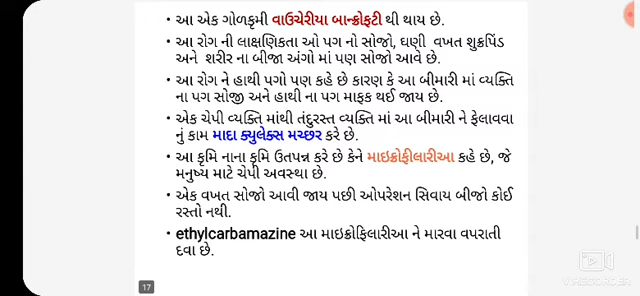 • આ એક ગોળકૃમી વાઉચેરીયા બાન્ક્રોફટી થી થાય છે.
• આ રોગ ની લાક્ષણિકતા ઓ પગ નો સોજો, ઘણી વખત શુક્રપિંડ
અને શરીર ના બીજા અંગો માં પણ સોજો આવે છે.
• આ રોગ ને હાથી પગો પણ કહે છે કારણ કે આ બીમારી માં વ્યક્તિ
ના પગ સોજી અને હાથી ના પગ માફક થઈ જાય છે.
• એક ચેપી વ્યક્તિ માંથી તંદુરસ્ત વ્યક્તિ માં આ બીમારી ને ફેલાવવા
નું કામ માદા ક્યુલેક્સ મચ્છર કરે છે.
• આ કૃમિ નાના કૃમિ ઉતપન્ન કરે છે કેને માઇક્રોફીલારીઆ કહે છે, જે
મનુષ્ય માટે ચેપી અવસ્થા છે.
• એક વખત સોજો આવી જાય પછી ઓપરેશન સિવાય બીજો કોઈ
રસ્તો નથી.
• ethylcarbamazine આ માઇક્રોફિલારીઆ ને મારવા વપરાતી
દવા છે.
17
VIDEORECORDER